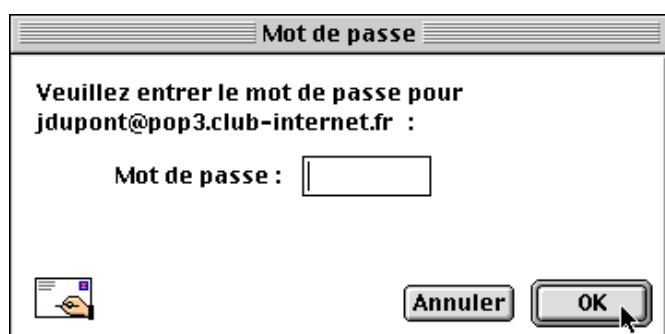 Mot de passe
Veuillez entrer le mot de passe pour
jdupont@pop3.club-internet.fr :
Mot de passe :
Annuler
OK